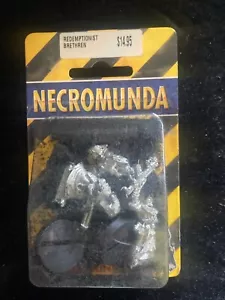 REDEMPTIONIST
BRETHREN
$14.95
NECROMUNDA